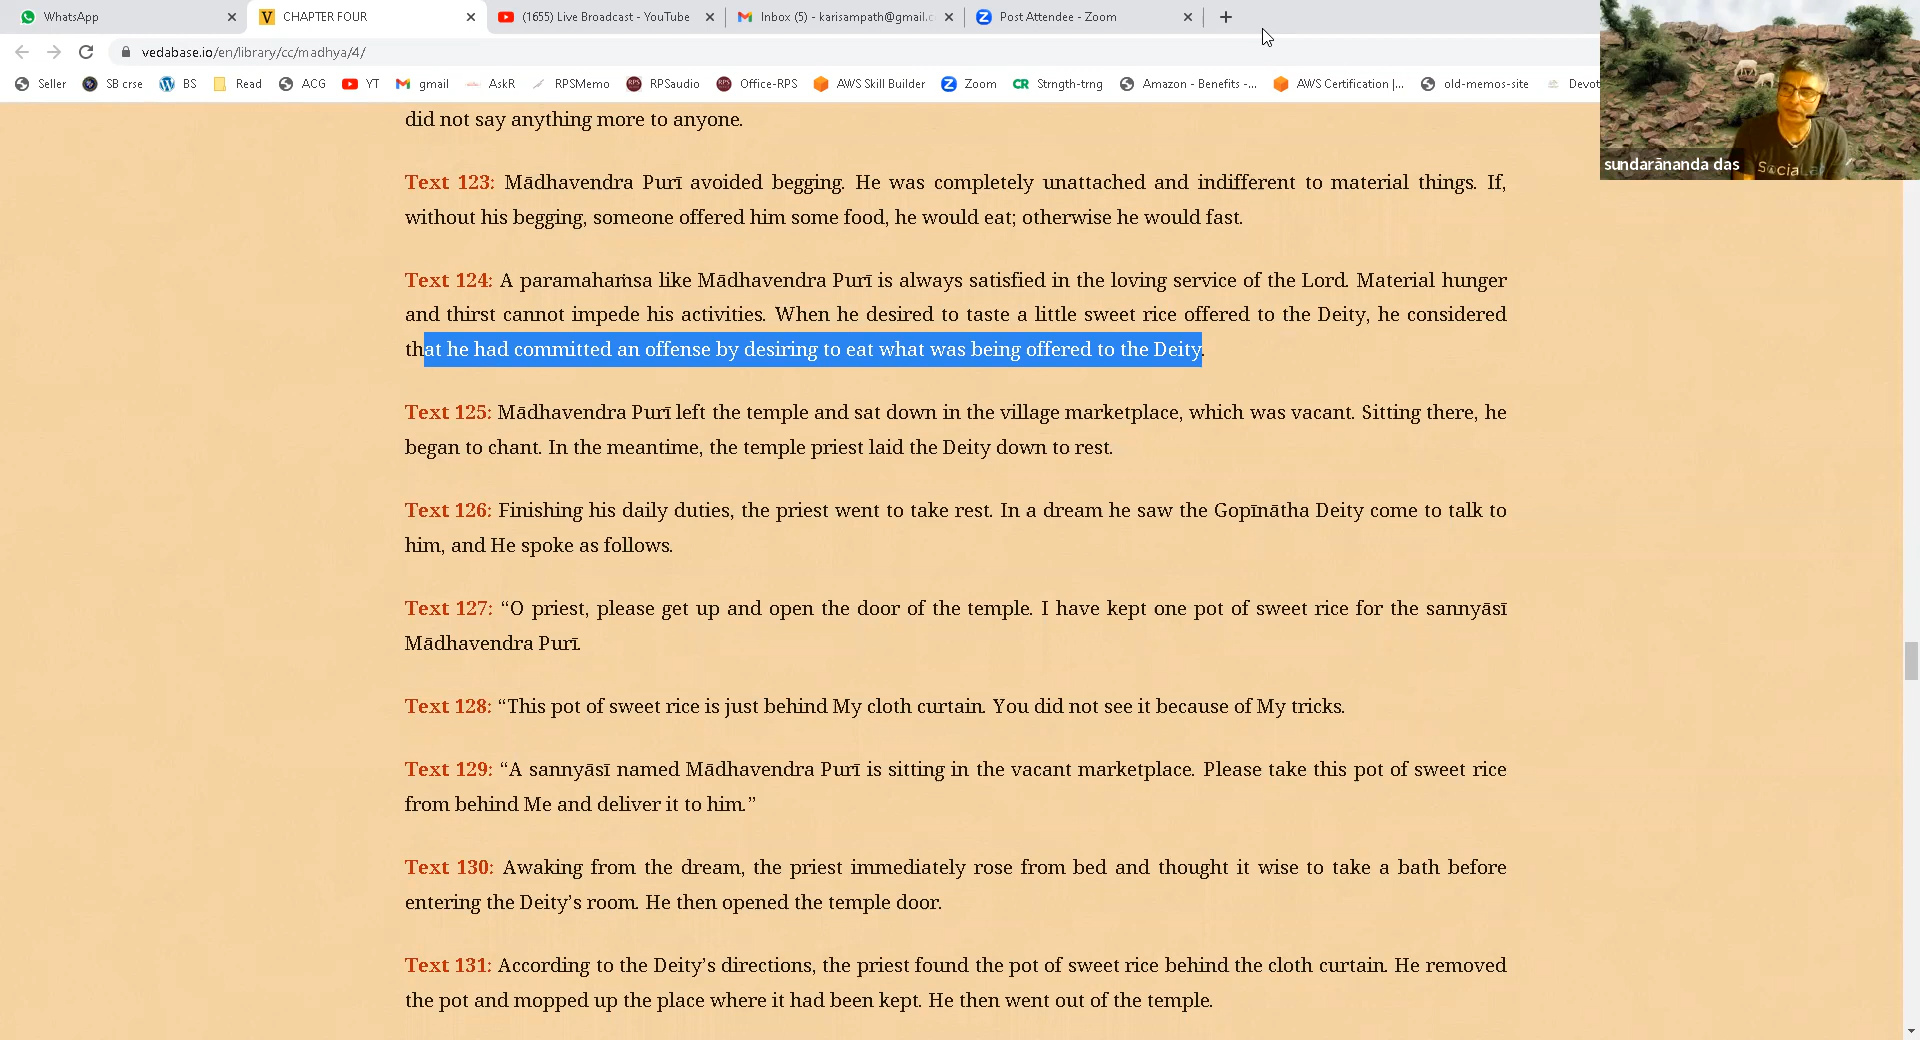 WhatsApp
CHAPTER FOUR
(1655) Live Broadcast - YouTube
Inbox (5) - karisampath@gmail.c
Post Attendee - Zoom
vedabase.io/en/library/cc/madhya/4/
Seller SB crse BS Read ACG YT gmail AskR RPSMemo RPSaudio Office-RPS AWS Skill Builder Zoom CR Strngth-trng Amazon - Benefits -... AWS Certification |... old-memos-site Devot
sundarānanda das
did not say anything more to anyone.
Text 123: Mādhavendra Purī avoided begging. He was completely unattached and indifferent to material things. If,
without his begging, someone offered him some food, he would eat; otherwise he would fast.
Text 124: A paramahaṁsa like Mādhavendra Purī is always satisfied in the loving service of the Lord. Material hunger
and thirst cannot impede his activities. When he desired to taste a little sweet rice offered to the Deity, he considered
that he had committed an offense by desiring to eat what was being offered to the Deity.
Text 125: Mādhavendra Purī left the temple and sat down in the village marketplace, which was vacant. Sitting there, he
began to chant. In the meantime, the temple priest laid the Deity down to rest.
Text 126: Finishing his daily duties, the priest went to take rest. In a dream he saw the Gopīnātha Deity come to talk to
him, and He spoke as follows.
Text 127: “O priest, please get up and open the door of the temple. I have kept one pot of sweet rice for the sannyāsī
Mādhavendra Purī.
Text 128: “This pot of sweet rice is just behind My cloth curtain. You did not see it because of My tricks.
Text 129: “A sannyāsī named Mādhavendra Purī is sitting in the vacant marketplace. Please take this pot of sweet rice
from behind Me and deliver it to him.”
Text 130: Awaking from the dream, the priest immediately rose from bed and thought it wise to take a bath before
entering the Deity’s room. He then opened the temple door.
Text 131: According to the Deity’s directions, the priest found the pot of sweet rice behind the cloth curtain. He removed
the pot and mopped up the place where it had been kept. He then went out of the temple.